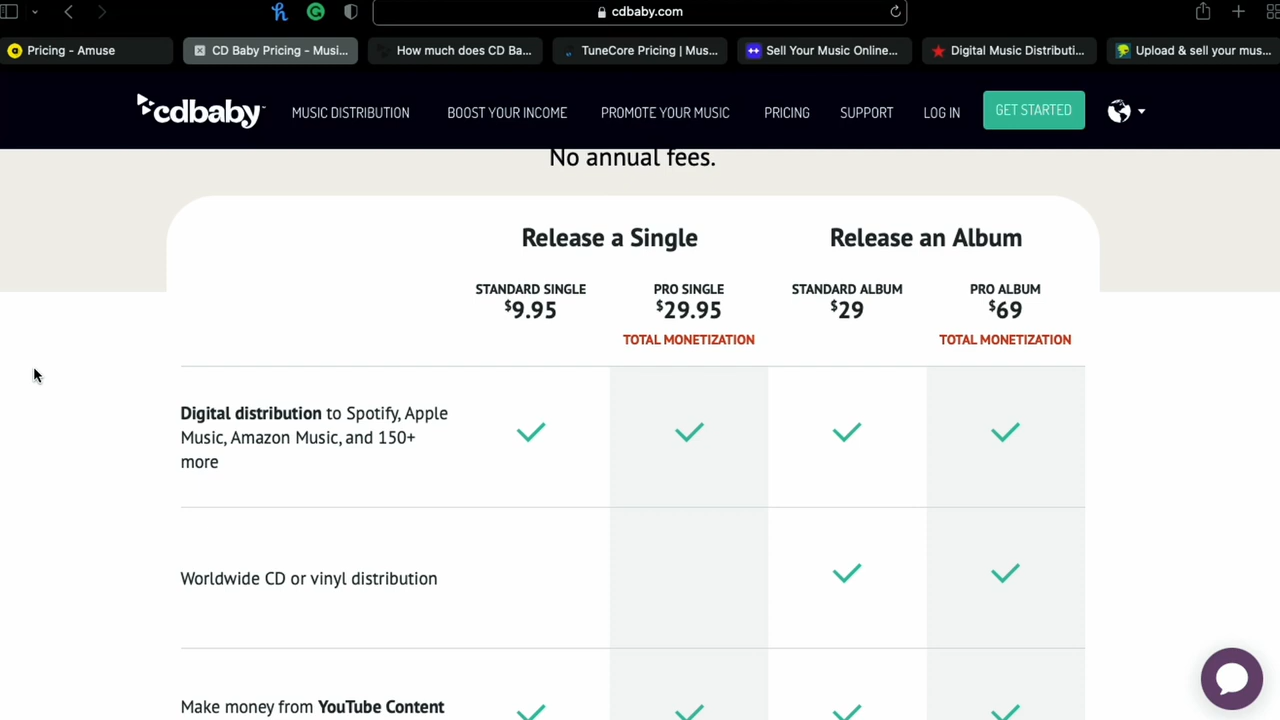 cdbaby.com
Pricing - Amuse
CD Baby Pricing - Musi...
How much does CD Ba...
TuneCore Pricing | Mus...
Sell Your Music Online...
Digital Music Distributi...
Upload & sell your mus...
cdbaby
MUSIC DISTRIBUTION
BOOST YOUR INCOME
PROMOTE YOUR MUSIC
PRICING
SUPPORT
LOG IN
GET STARTED
No annual fees.
Release a Single
Release an Album
STANDARD SINGLE
$9.95
PRO SINGLE
$29.95
TOTAL MONETIZATION
STANDARD ALBUM
$29
PRO ALBUM
$69
TOTAL MONETIZATION
Digital distribution to Spotify, Apple
Music, Amazon Music, and 150+
more
Worldwide CD or vinyl distribution
Make money from YouTube Content